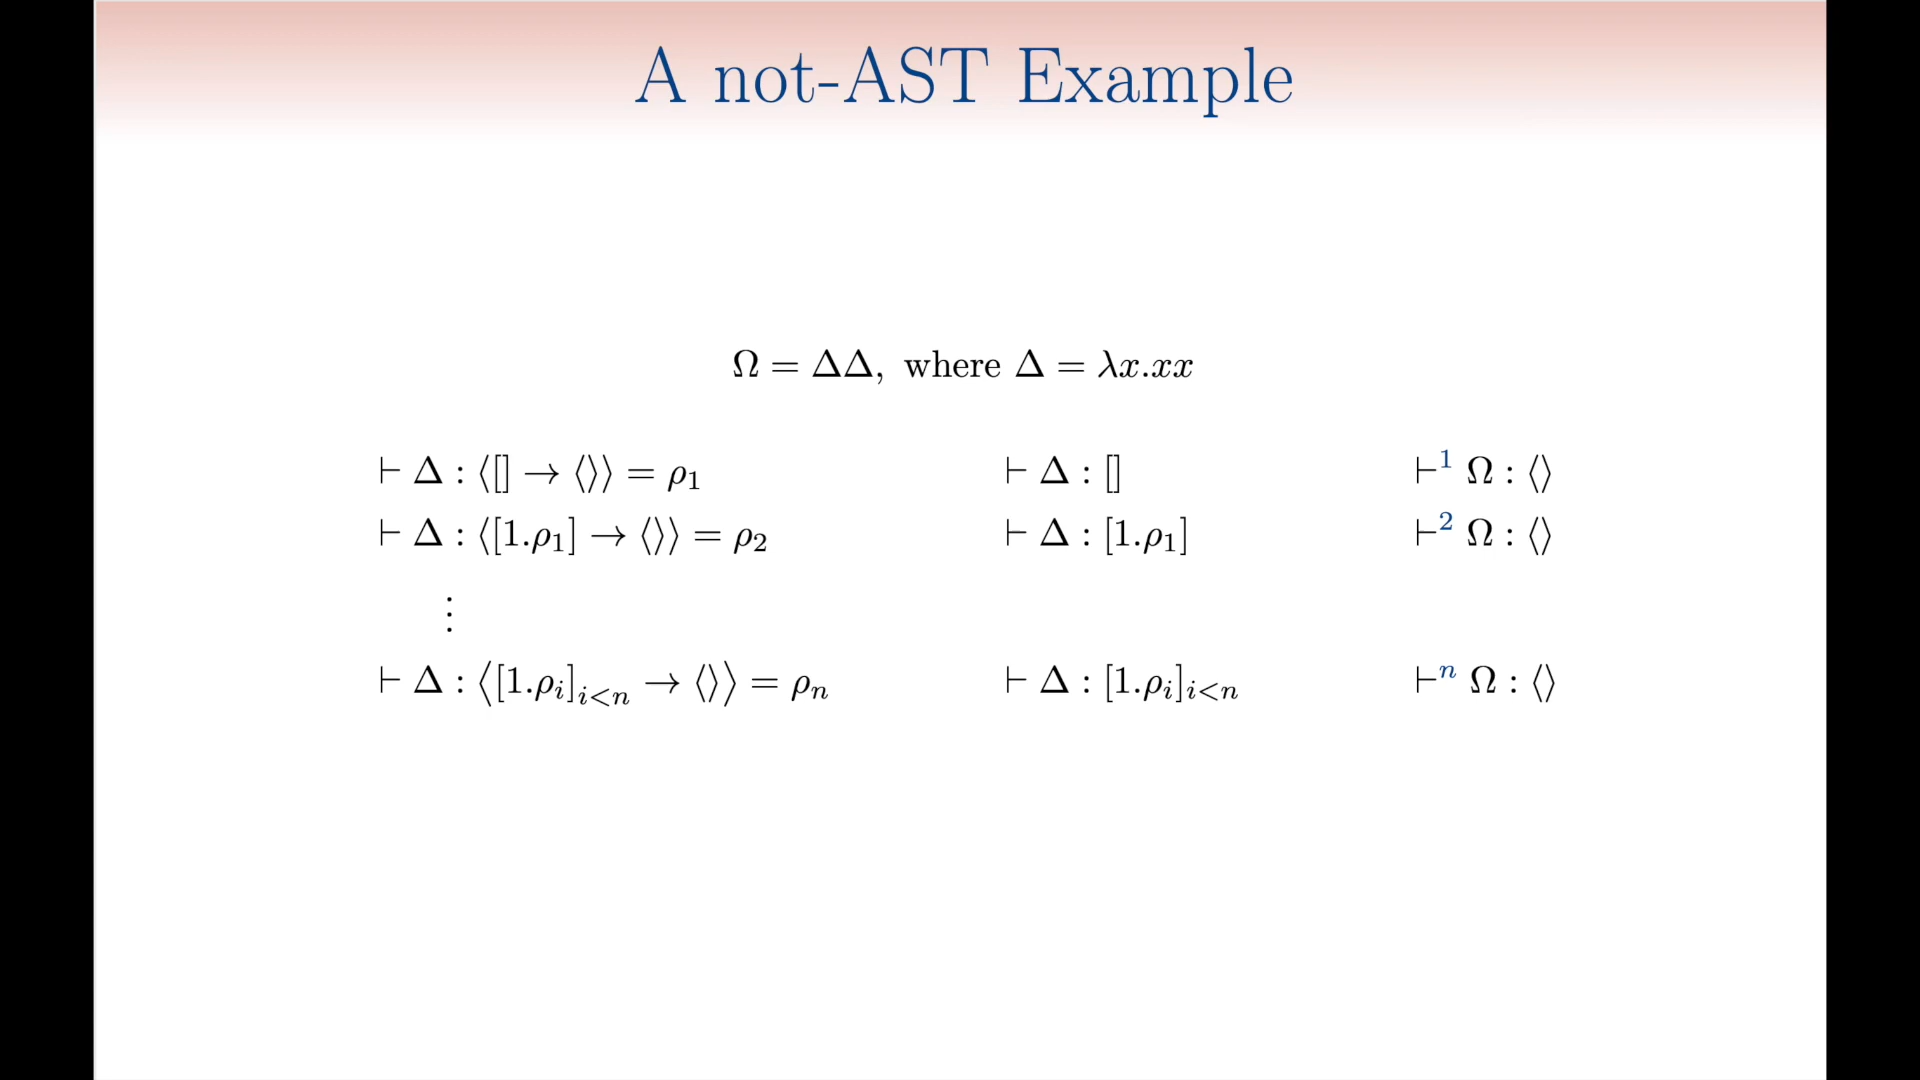 A not-AST Example
Ω = ΔΔ, where Δ = λx.xx
⊢ Δ : ⟨[] → ⟨⟩⟩ = ρ₁ ⊢ Δ : [] ⊢¹ Ω : ⟨⟩
⊢ Δ : ⟨[1.ρ₁] → ⟨⟩⟩ = ρ₂ ⊢ Δ : [1.ρ₁] ⊢² Ω : ⟨⟩
⋮
⊢ Δ : ⟨[1.ρᵢ]_{i<n} → ⟨⟩⟩ = ρₙ ⊢ Δ : [1.ρᵢ]_{i<n} ⊢ⁿ Ω : ⟨⟩